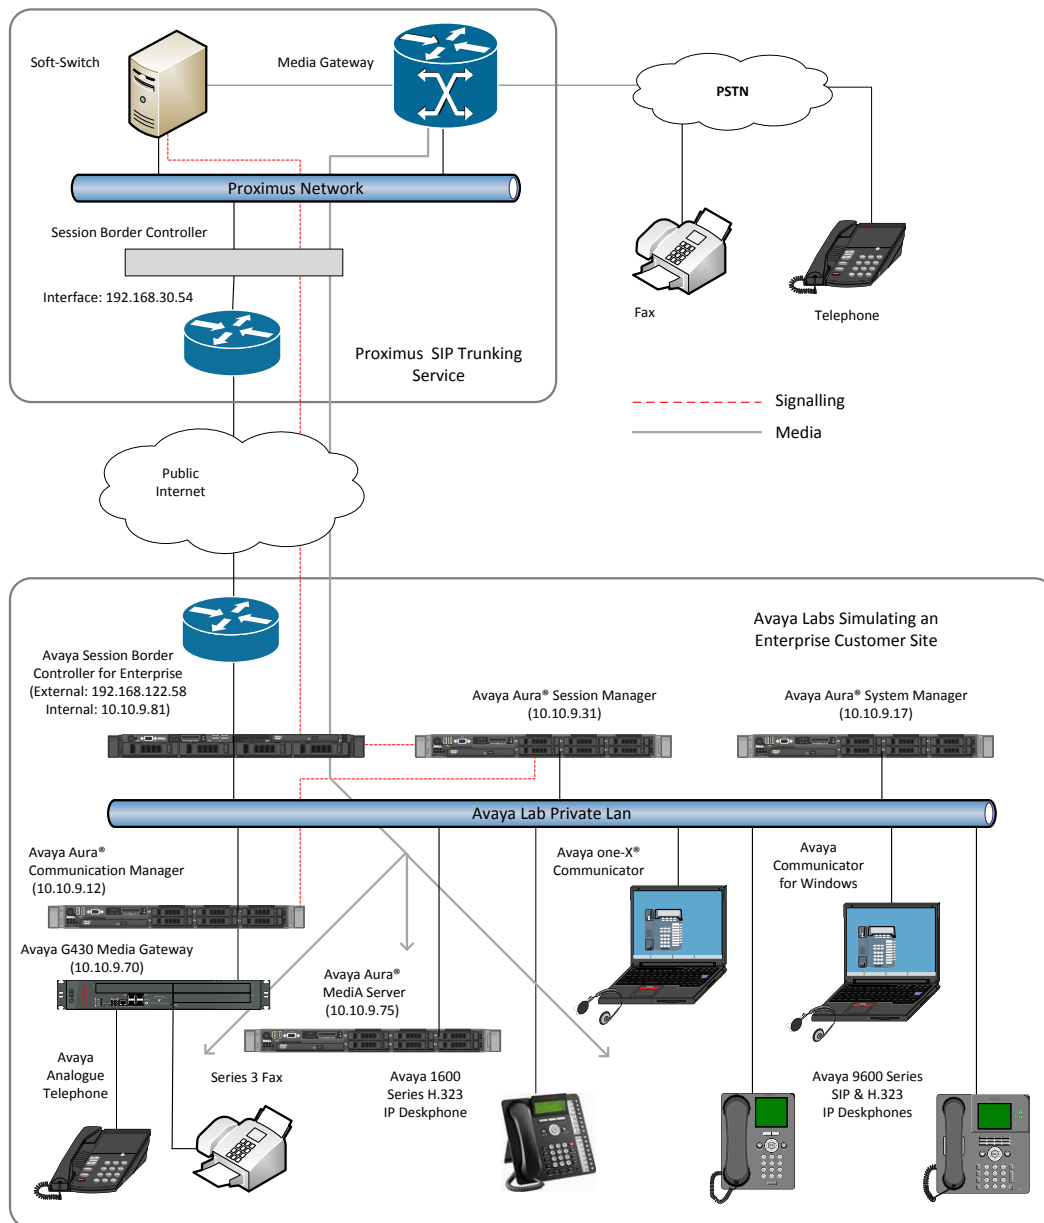 Soft-Switch
Media Gateway
PSTN
Proximus Network
Session Border Controller
Interface: 192.168.30.54
Fax
Telephone
Proximus SIP Trunking
Service
Signalling
Media
Public
Internet
Avaya Labs Simulating an
Enterprise Customer Site
Avaya Session Border
Controller for Enterprise
(External: 192.168.122.58
Internal: 10.10.9.81)
Avaya Aura® Session Manager
(10.10.9.31)
Avaya Aura® System Manager
(10.10.9.17)
Avaya Lab Private Lan
Avaya Aura®
Communication Manager
(10.10.9.12)
Avaya one-X®
Communicator
Avaya
Communicator
for Windows
Avaya G430 Media Gateway
(10.10.9.70)
Avaya Aura®
MediA Server
(10.10.9.75)
Avaya
Analogue
Telephone
Series 3 Fax
Avaya 1600
Series H.323
IP Deskphone
Avaya 9600 Series
SIP & H.323
IP Deskphones